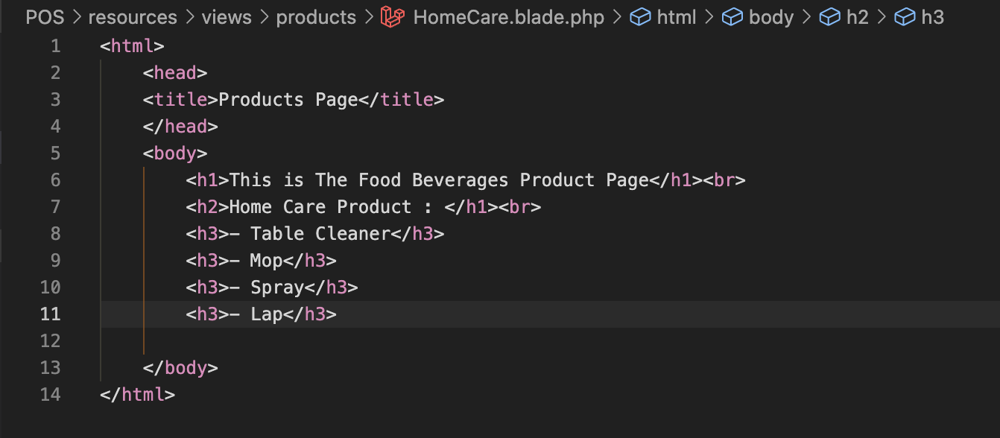 POS > resources > views > products > HomeCare.blade.php > html > body > h2 > h3
1 <html>
2 <head>
3 <title>Products Page</title>
4 </head>
5 <body>
6 <h1>This is The Food Beverages Product Page</h1><br>
7 <h2>Home Care Product : </h1><br>
8 <h3>- Table Cleaner</h3>
9 <h3>- Mop</h3>
10 <h3>- Spray</h3>
11 <h3>- Lap</h3>
12
13 </body>
14 </html>